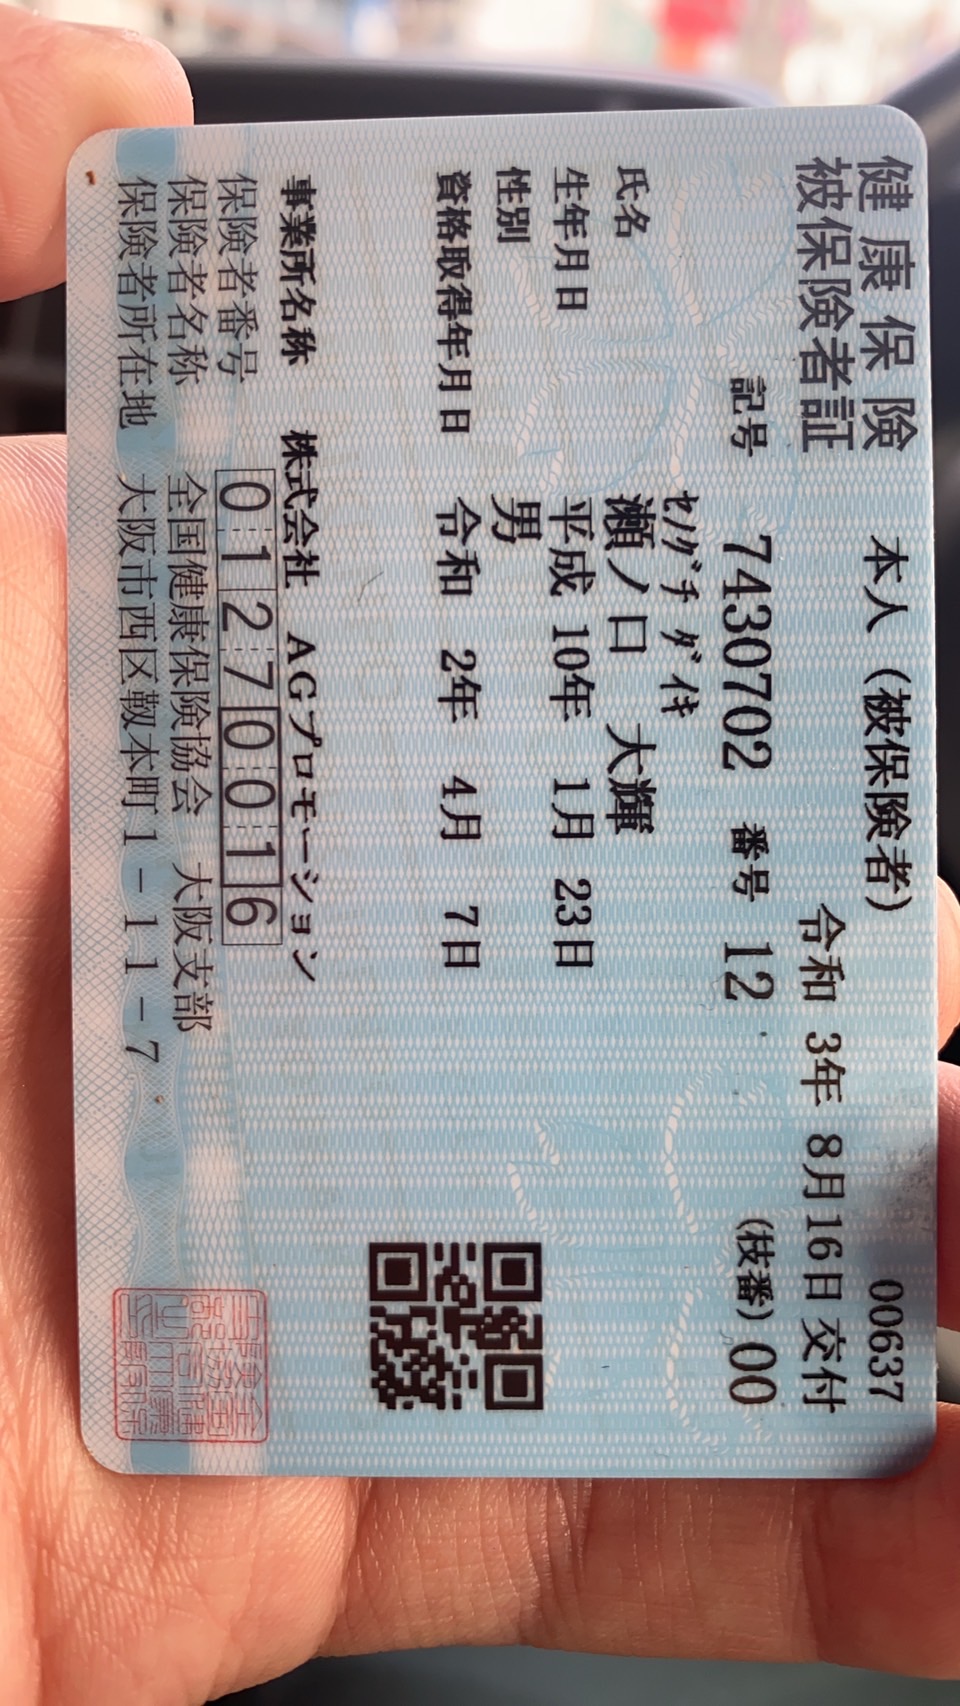 健康保険
被保険者証
本人（被保険者）
00637
令和 3年 8月16日交付
記号 7430702 番号 12 （枝番）00
ｾﾉｸﾞﾁ ﾀﾞｲｷ
氏名 瀬ノ口 大輝
生年月日 平成 10年 1月 23日
性別 男
資格取得年月日 令和 2年 4月 7日
事業所名称 株式会社 AGプロモーション
保険者番号 01270016
保険者名称 全国健康保険協会 大阪支部
保険者所在地 大阪市西区靱本町1－11－7